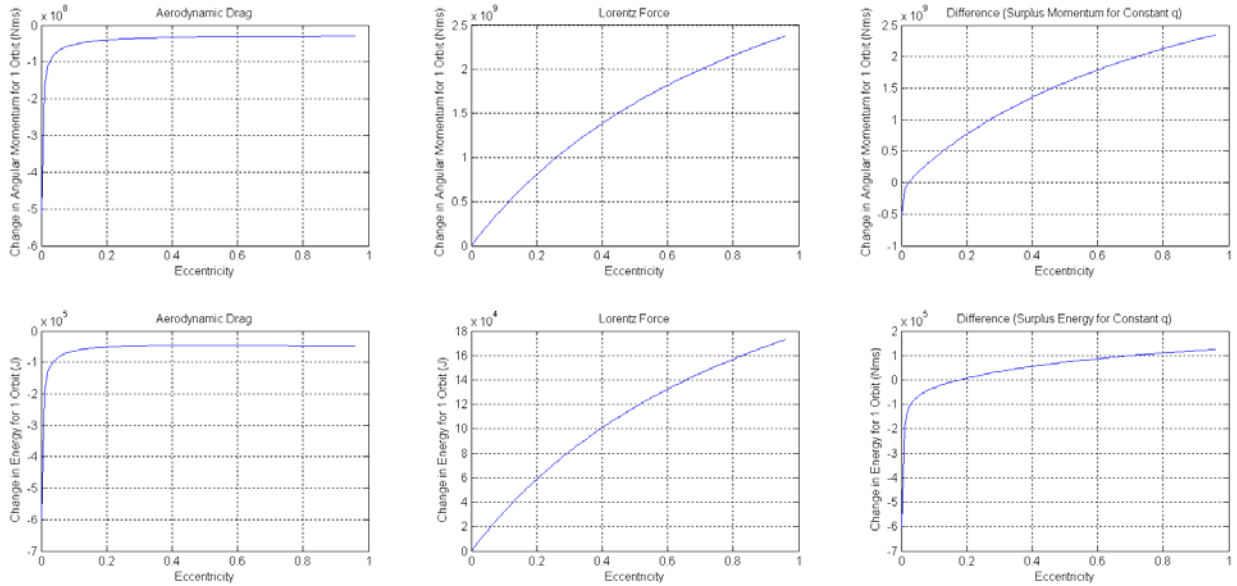 Aerodynamic Drag
x 10^8
0
-1
-2
-3
-4
-5
-6
0 0.2 0.4 0.6 0.8 1
Eccentricity
Change in Angular Momentum for 1 Orbit (Nms)
Lorentz Force
x 10^9
2.5
2
1.5
1
0.5
0
0 0.2 0.4 0.6 0.8 1
Eccentricity
Change in Angular Momentum for 1 Orbit (Nms)
Difference (Surplus Momentum for Constant q)
x 10^9
2.5
2
1.5
1
0.5
0
-0.5
-1
0 0.2 0.4 0.6 0.8 1
Eccentricity
Change in Angular Momentum for 1 Orbit (Nms)
Aerodynamic Drag
x 10^5
0
-1
-2
-3
-4
-5
-6
-7
0 0.2 0.4 0.6 0.8 1
Eccentricity
Change in Energy for 1 Orbit (J)
Lorentz Force
x 10^4
18
16
14
12
10
8
6
4
2
0
0 0.2 0.4 0.6 0.8 1
Eccentricity
Change in Energy for 1 Orbit (J)
Difference (Surplus Energy for Constant q)
x 10^5
2
1
0
-1
-2
-3
-4
-5
-6
-7
0 0.2 0.4 0.6 0.8 1
Eccentricity
Change in Energy for 1 Orbit (Nms)